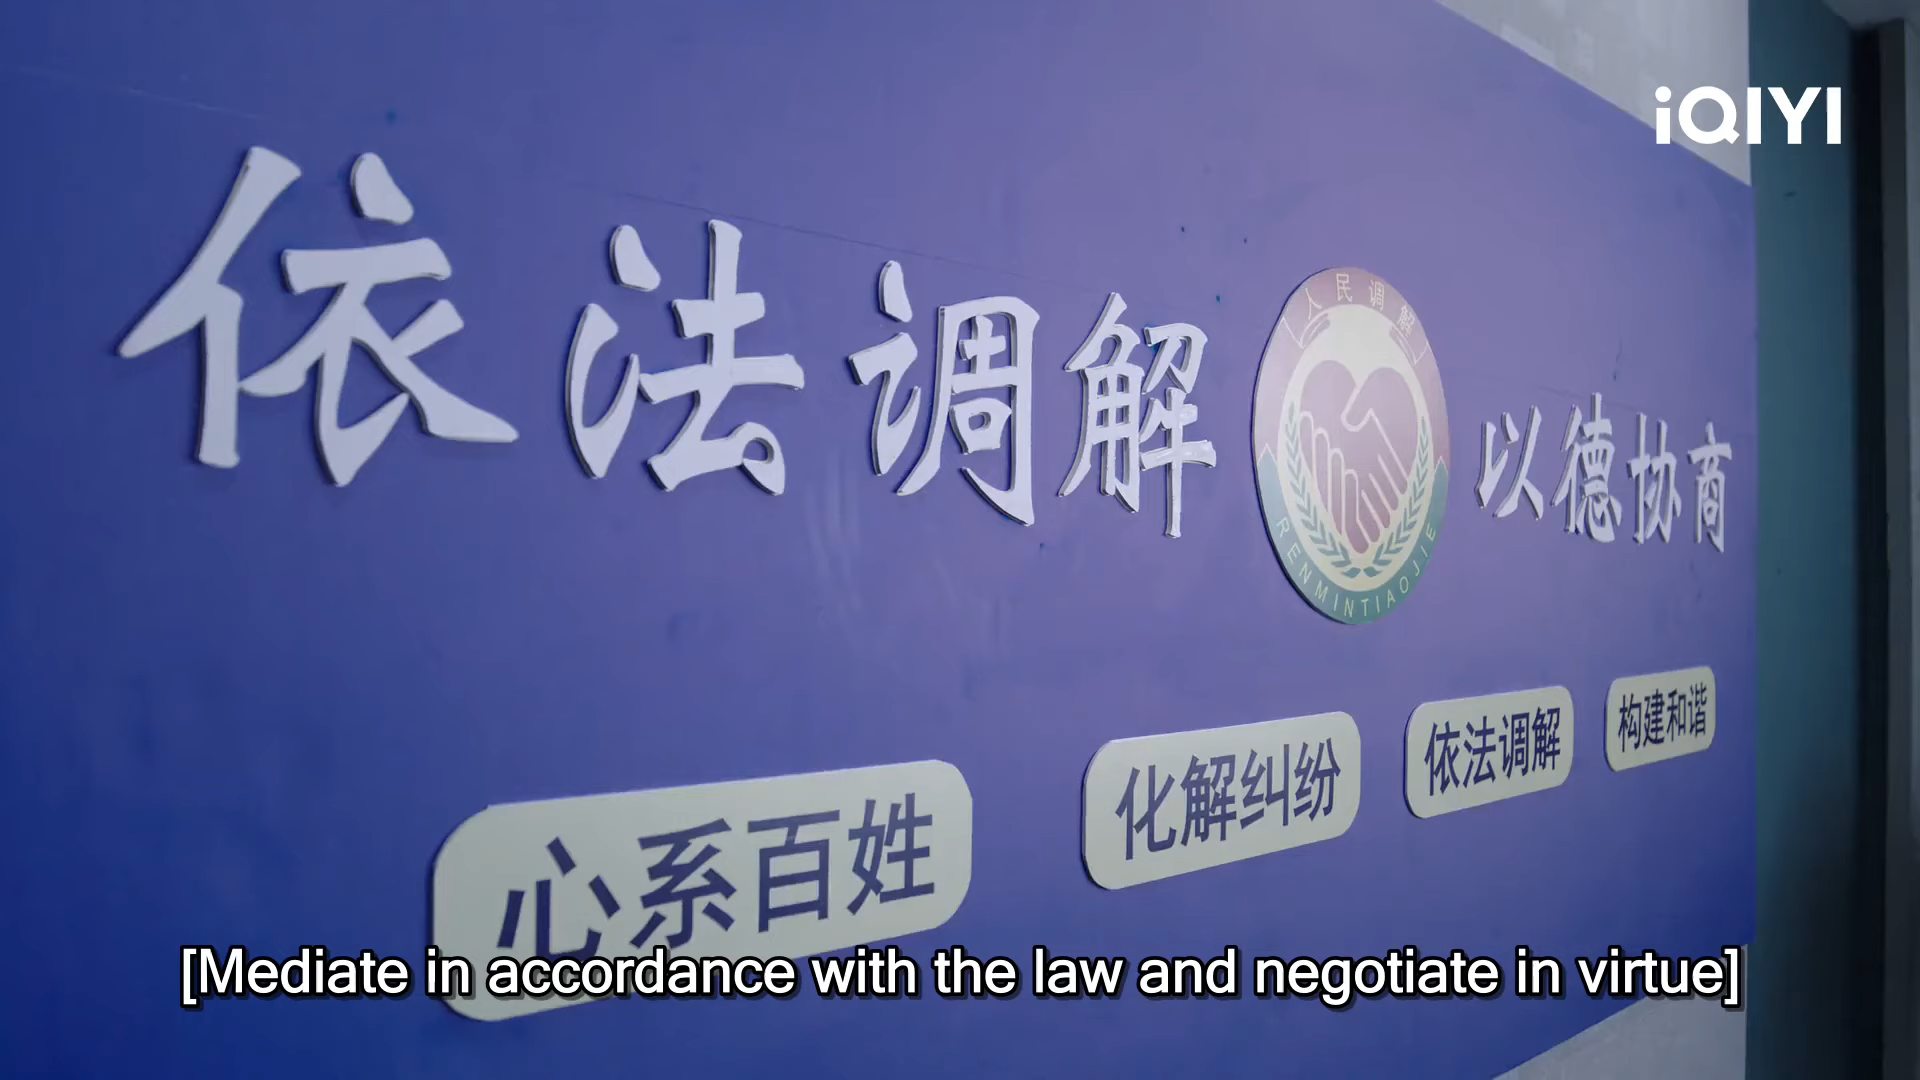 iQIYI
依法调解
人民调解
RENMINTIAOJIE
以德协商
心系百姓
化解纠纷
依法调解
构建和谐
[Mediate in accordance with the law and negotiate in virtue]